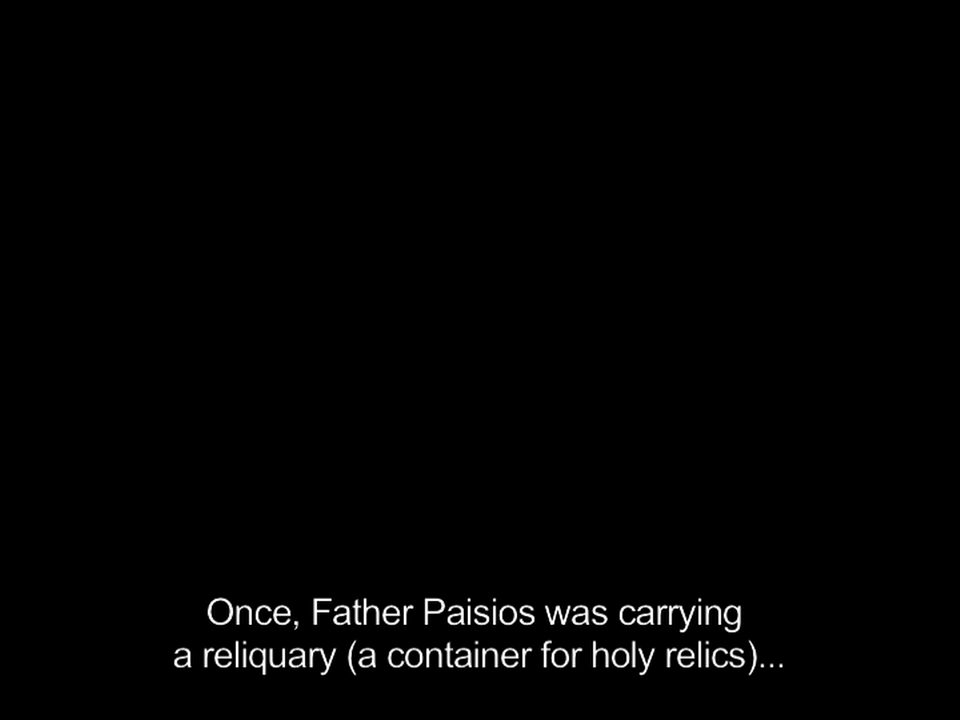 Once, Father Paisios was carrying
a reliquary (a container for holy relics)...